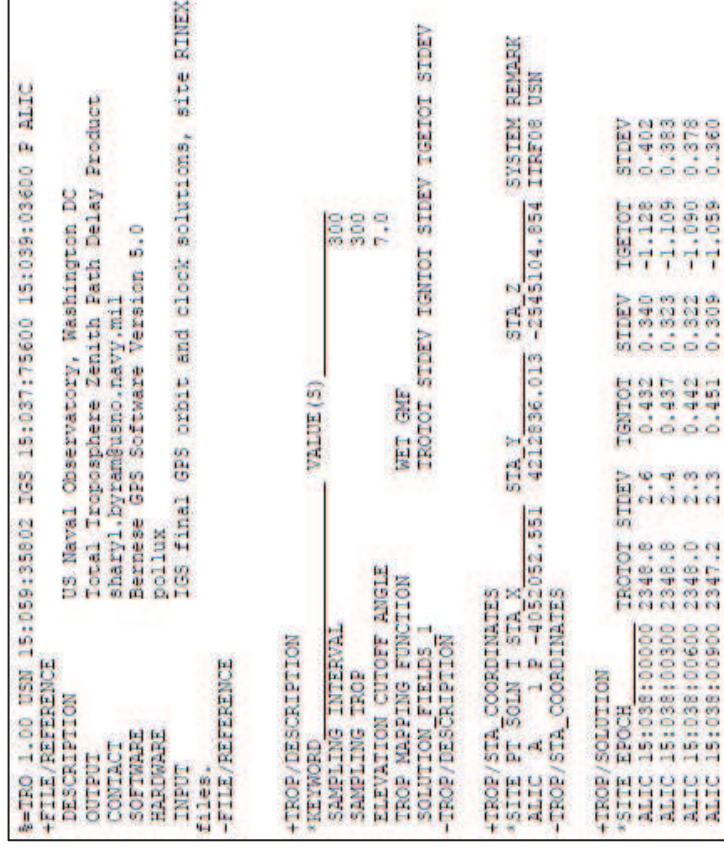 %=TRO 1.00 USN 15:059:35802 IGS 15:037:75600 15:039:03600 P ALIC
+FILE/REFERENCE
DESCRIPTION US Naval Observatory, Washington DC
OUTPUT Total Troposphere Zenith Path Delay Product
CONTACT sharyl.byram@usno.navy.mil
SOFTWARE Bernese GPS Software Version 5.0
HARDWARE pollux
INPUT IGS final GPS orbit and clock solutions, site RINEX
files.
-FILE/REFERENCE
+TROP/DESCRIPTION
*KEYWORD______________________ VALUE(S)______________________
SAMPLING INTERVAL 300
SAMPLING TROP 300
ELEVATION CUTOFF ANGLE 7.0
TROP MAPPING FUNCTION WET GMF
SOLUTION_FIELDS_1 TROTOT STDEV TGNTOT STDEV TGETOT STDEV
-TROP/DESCRIPTION
+TROP/STA_COORDINATES
*SITE PT SOLN T STA_X_______ STA_Y_______ STA_Z_______ SYSTEM REMARK
ALIC A 1 P -4052052.551 4212836.013 -2545104.854 ITRF08 USN
-TROP/STA_COORDINATES
+TROP/SOLUTION
*SITE EPOCH_______ TROTOT STDEV TGNTOT STDEV TGETOT STDEV
ALIC 15:038:00000 2348.8 2.6 0.432 0.340 -1.128 0.402
ALIC 15:038:00300 2348.8 2.4 0.437 0.323 -1.109 0.383
ALIC 15:038:00600 2348.0 2.3 0.442 0.322 -1.090 0.378
ALIC 15:038:00900 2347.2 2.3 0.451 0.309 -1.059 0.360